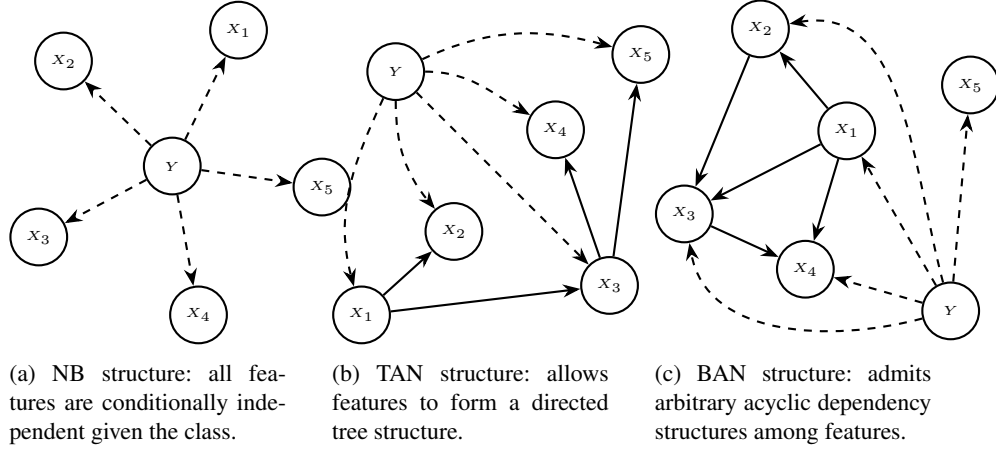 X1
X2
Y
X5
X3
X4
(a) NB structure: all fea-
tures are conditionally inde-
pendent given the class.
Y
X5
X4
X2
X3
X1
(b) TAN structure: allows
features to form a directed
tree structure.
X2
X5
X1
X3
X4
Y
(c) BAN structure: admits
arbitrary acyclic dependency
structures among features.